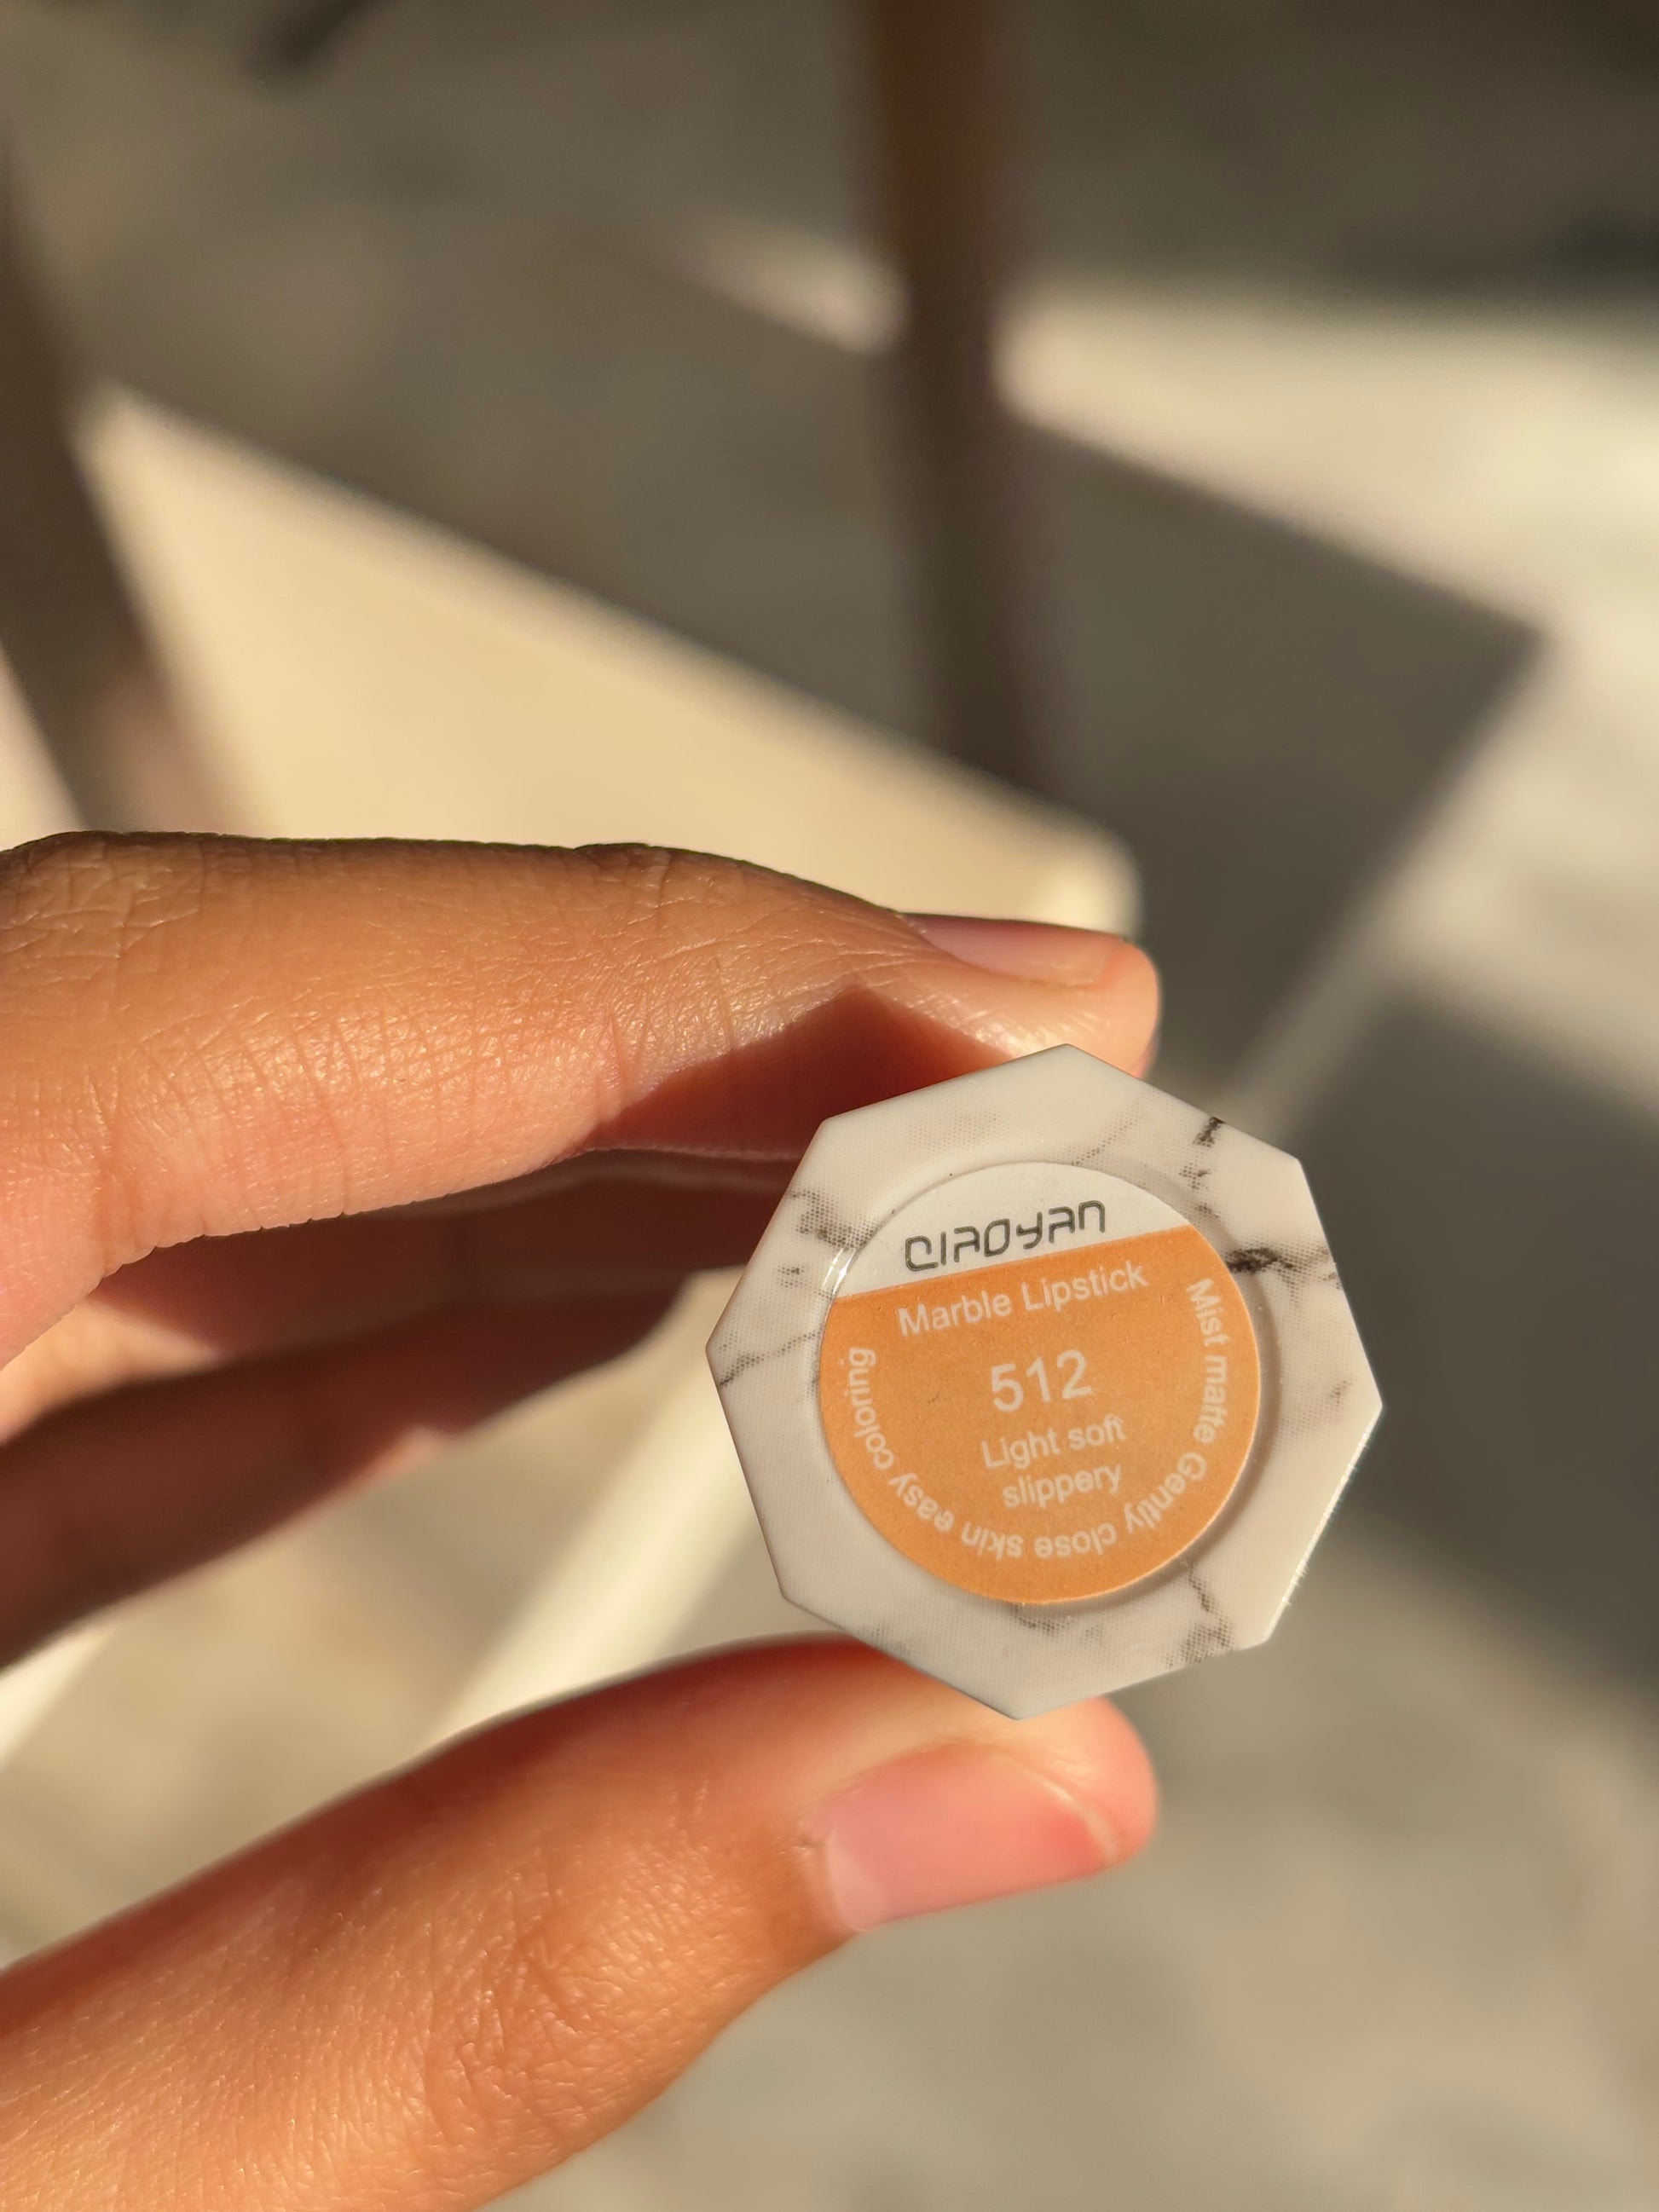 QIAOYAN
Marble Lipstick
512
Light soft
slippery
Mist matte Gently close skin easy coloring